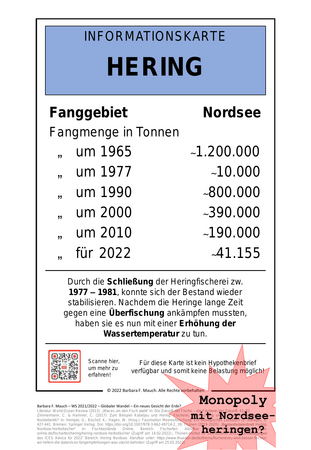 INFORMATIONSKARTE
HERING
Fanggebiet Nordsee
Fangmenge in Tonnen
„ um 1965 ~1.200.000
„ um 1977 ~10.000
„ um 1990 ~800.000
„ um 2000 ~390.000
„ um 2010 ~190.000
„ für 2022 ~41.155
Durch die Schließung der Heringfischerei zw.
1977 – 1981, konnte sich der Bestand wieder
stabilisieren. Nachdem die Heringe lange Zeit
gegen eine Überfischung ankämpfen mussten,
haben sie es nun mit einer Erhöhung der
Wassertemperatur zu tun.
Scanne hier,
um mehr zu
erfahren!
Für diese Karte ist kein Hypothekenbrief
verfügbar und somit keine Belastung möglich!
© 2022 Barbara F. Mauch. Alle Rechte vorbehalten.
Barbara F. Mauch – WS 2021/2022 – Globaler Wandel – Ein neues Gesicht der Erde?
Monopoly
mit Nordsee-
heringen?